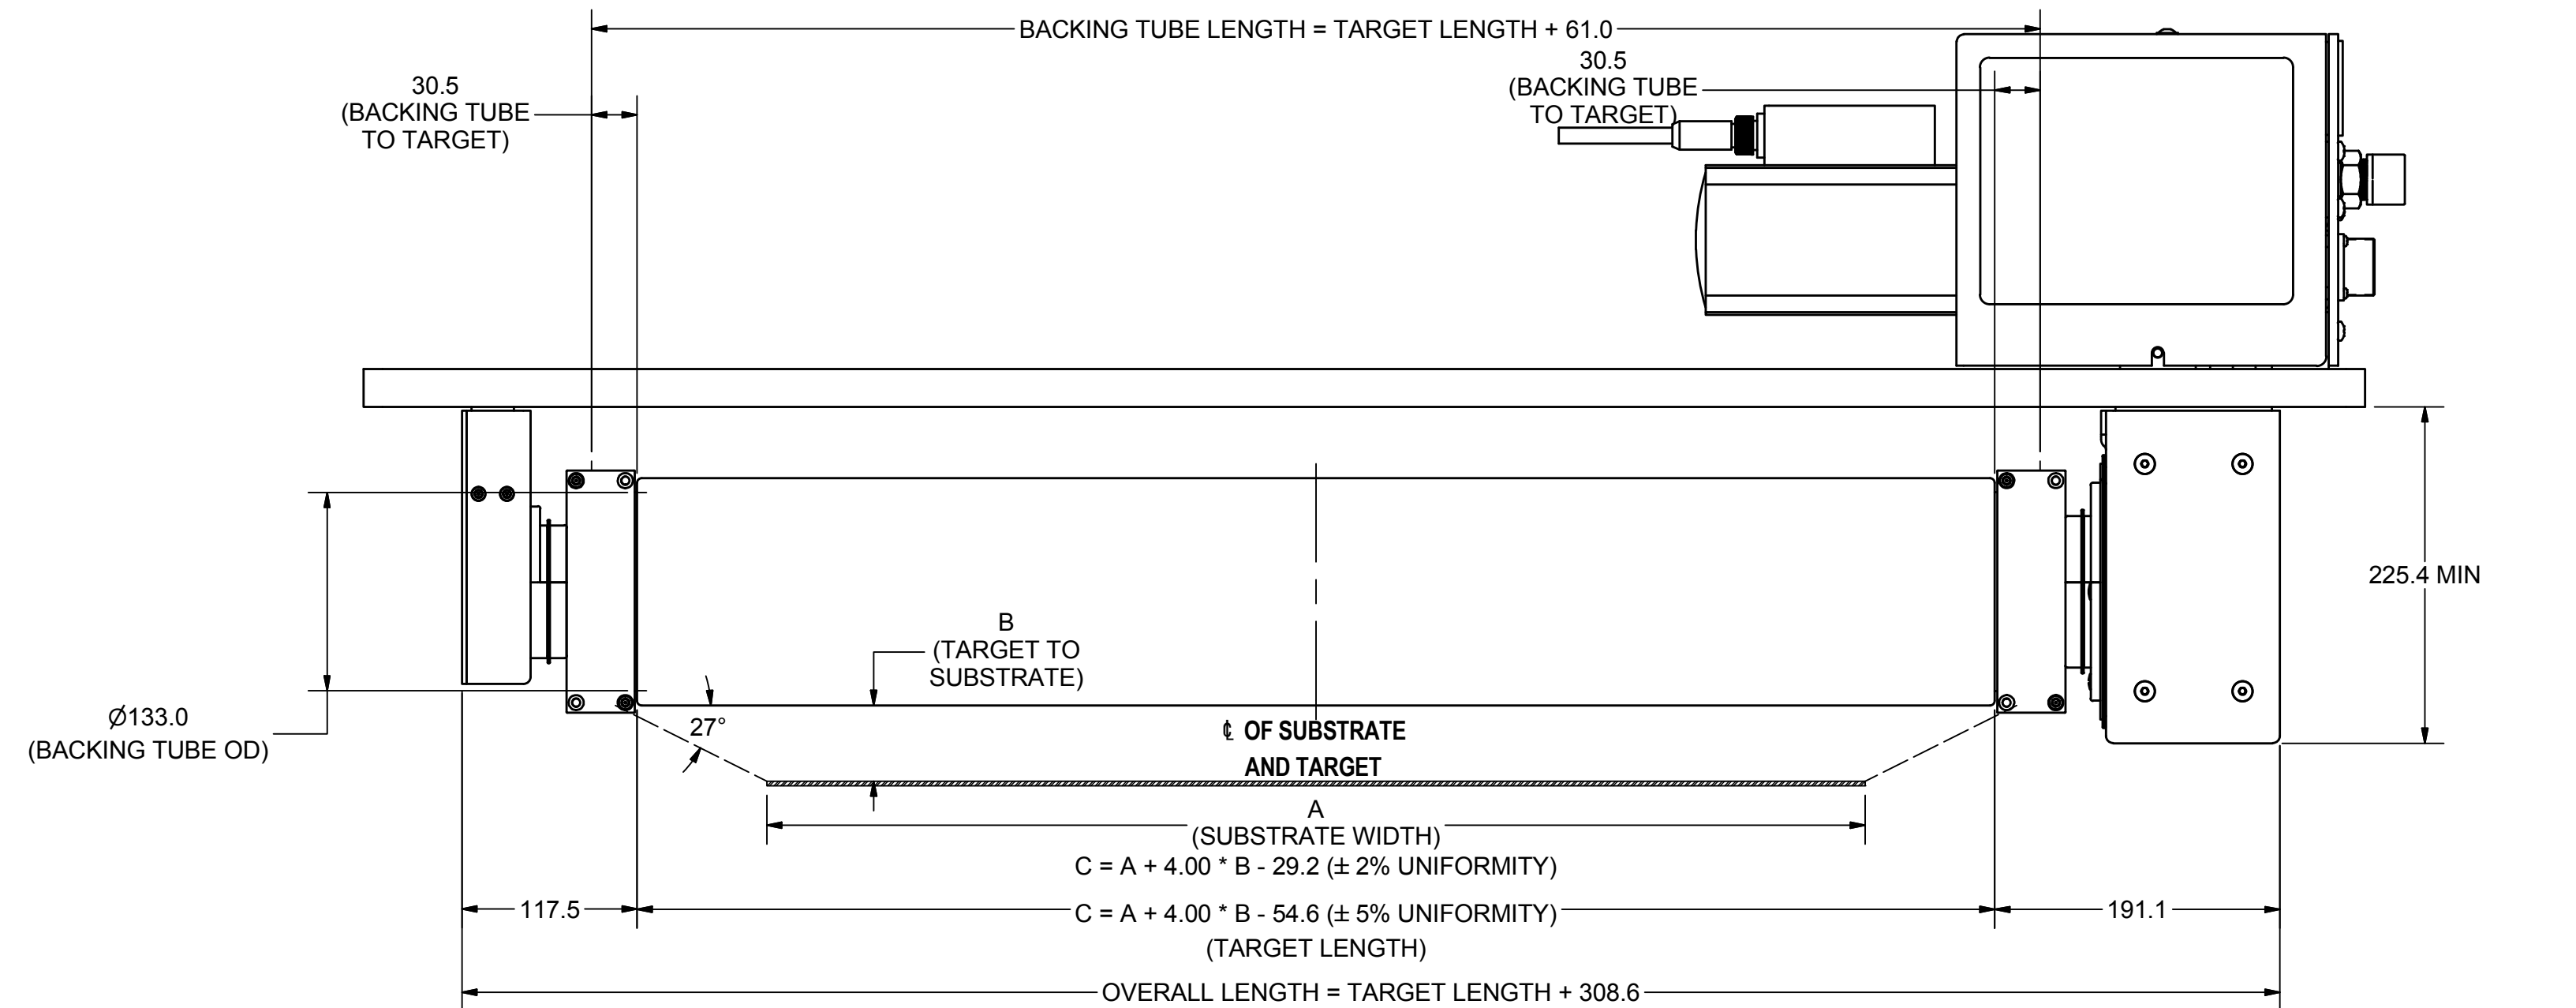 BACKING TUBE LENGTH = TARGET LENGTH + 61.0
30.5
(BACKING TUBE
TO TARGET)
30.5
(BACKING TUBE
TO TARGET)
225.4 MIN
B
(TARGET TO
SUBSTRATE)
27°
Ø133.0
(BACKING TUBE OD)
℄ OF SUBSTRATE
AND TARGET
A
(SUBSTRATE WIDTH)
C = A + 4.00 * B - 29.2 (± 2% UNIFORMITY)
117.5
C = A + 4.00 * B - 54.6 (± 5% UNIFORMITY)
191.1
(TARGET LENGTH)
OVERALL LENGTH = TARGET LENGTH + 308.6